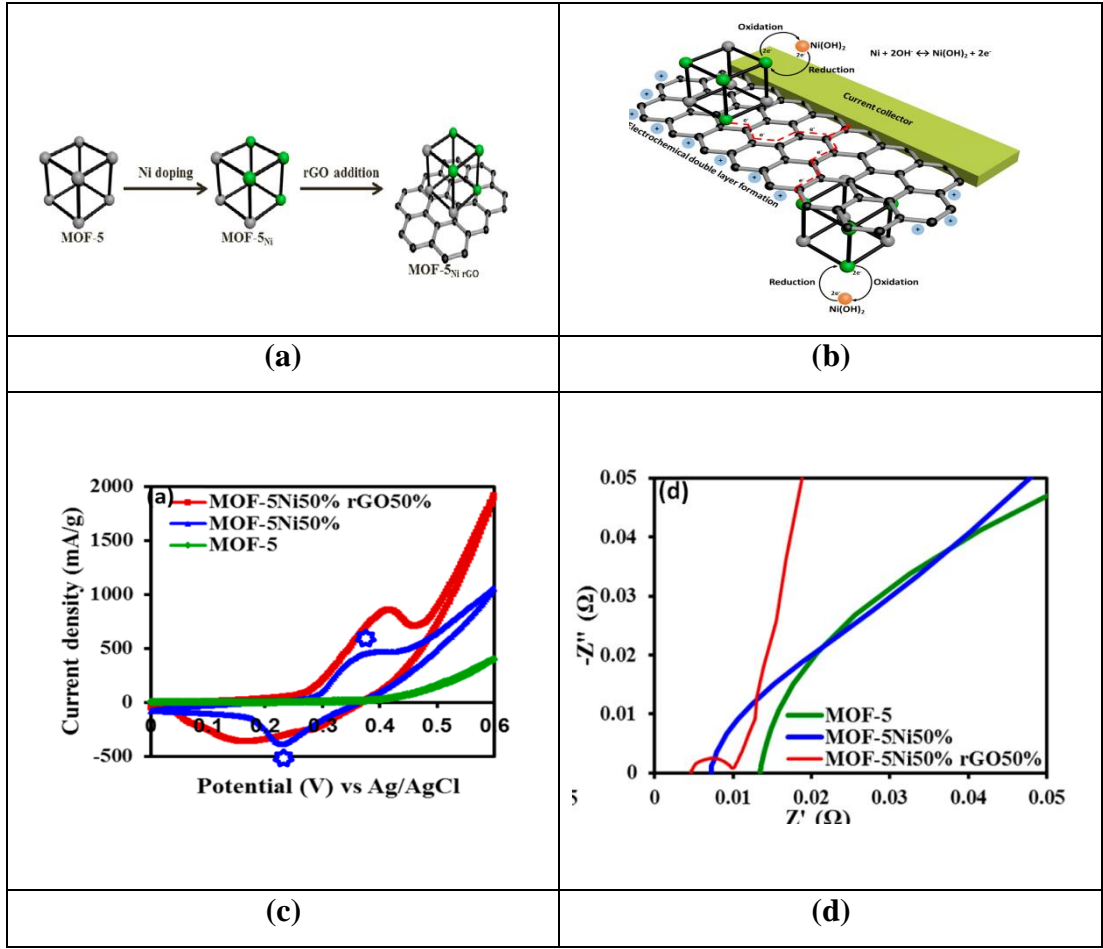 Ni doping
rGO addition
MOF-5
MOF-5Ni
MOF-5Ni rGO
(a)
Oxidation
Ni(OH)2
2e-
2e-
Reduction
Ni + 2OH- ↔ Ni(OH)2 + 2e-
Current collector
Electrochemical double layer formation
+
e-
e-
e-
e-
Reduction
Oxidation
2e-
2e-
Ni(OH)2
(b)
(a)
MOF-5Ni50% rGO50%
MOF-5Ni50%
MOF-5
Current density (mA/g)
2000
1500
1000
500
0
-500
0 0.1 0.2 0.3 0.4 0.5 0.6
Potential (V) vs Ag/AgCl
(c)
(d)
-Z'' (Ω)
0.05
0.04
0.03
0.02
0.01
0
MOF-5
MOF-5Ni50%
MOF-5Ni50% rGO50%
5
0 0.01 0.02 0.03 0.04 0.05
Z' (Ω)
(d)